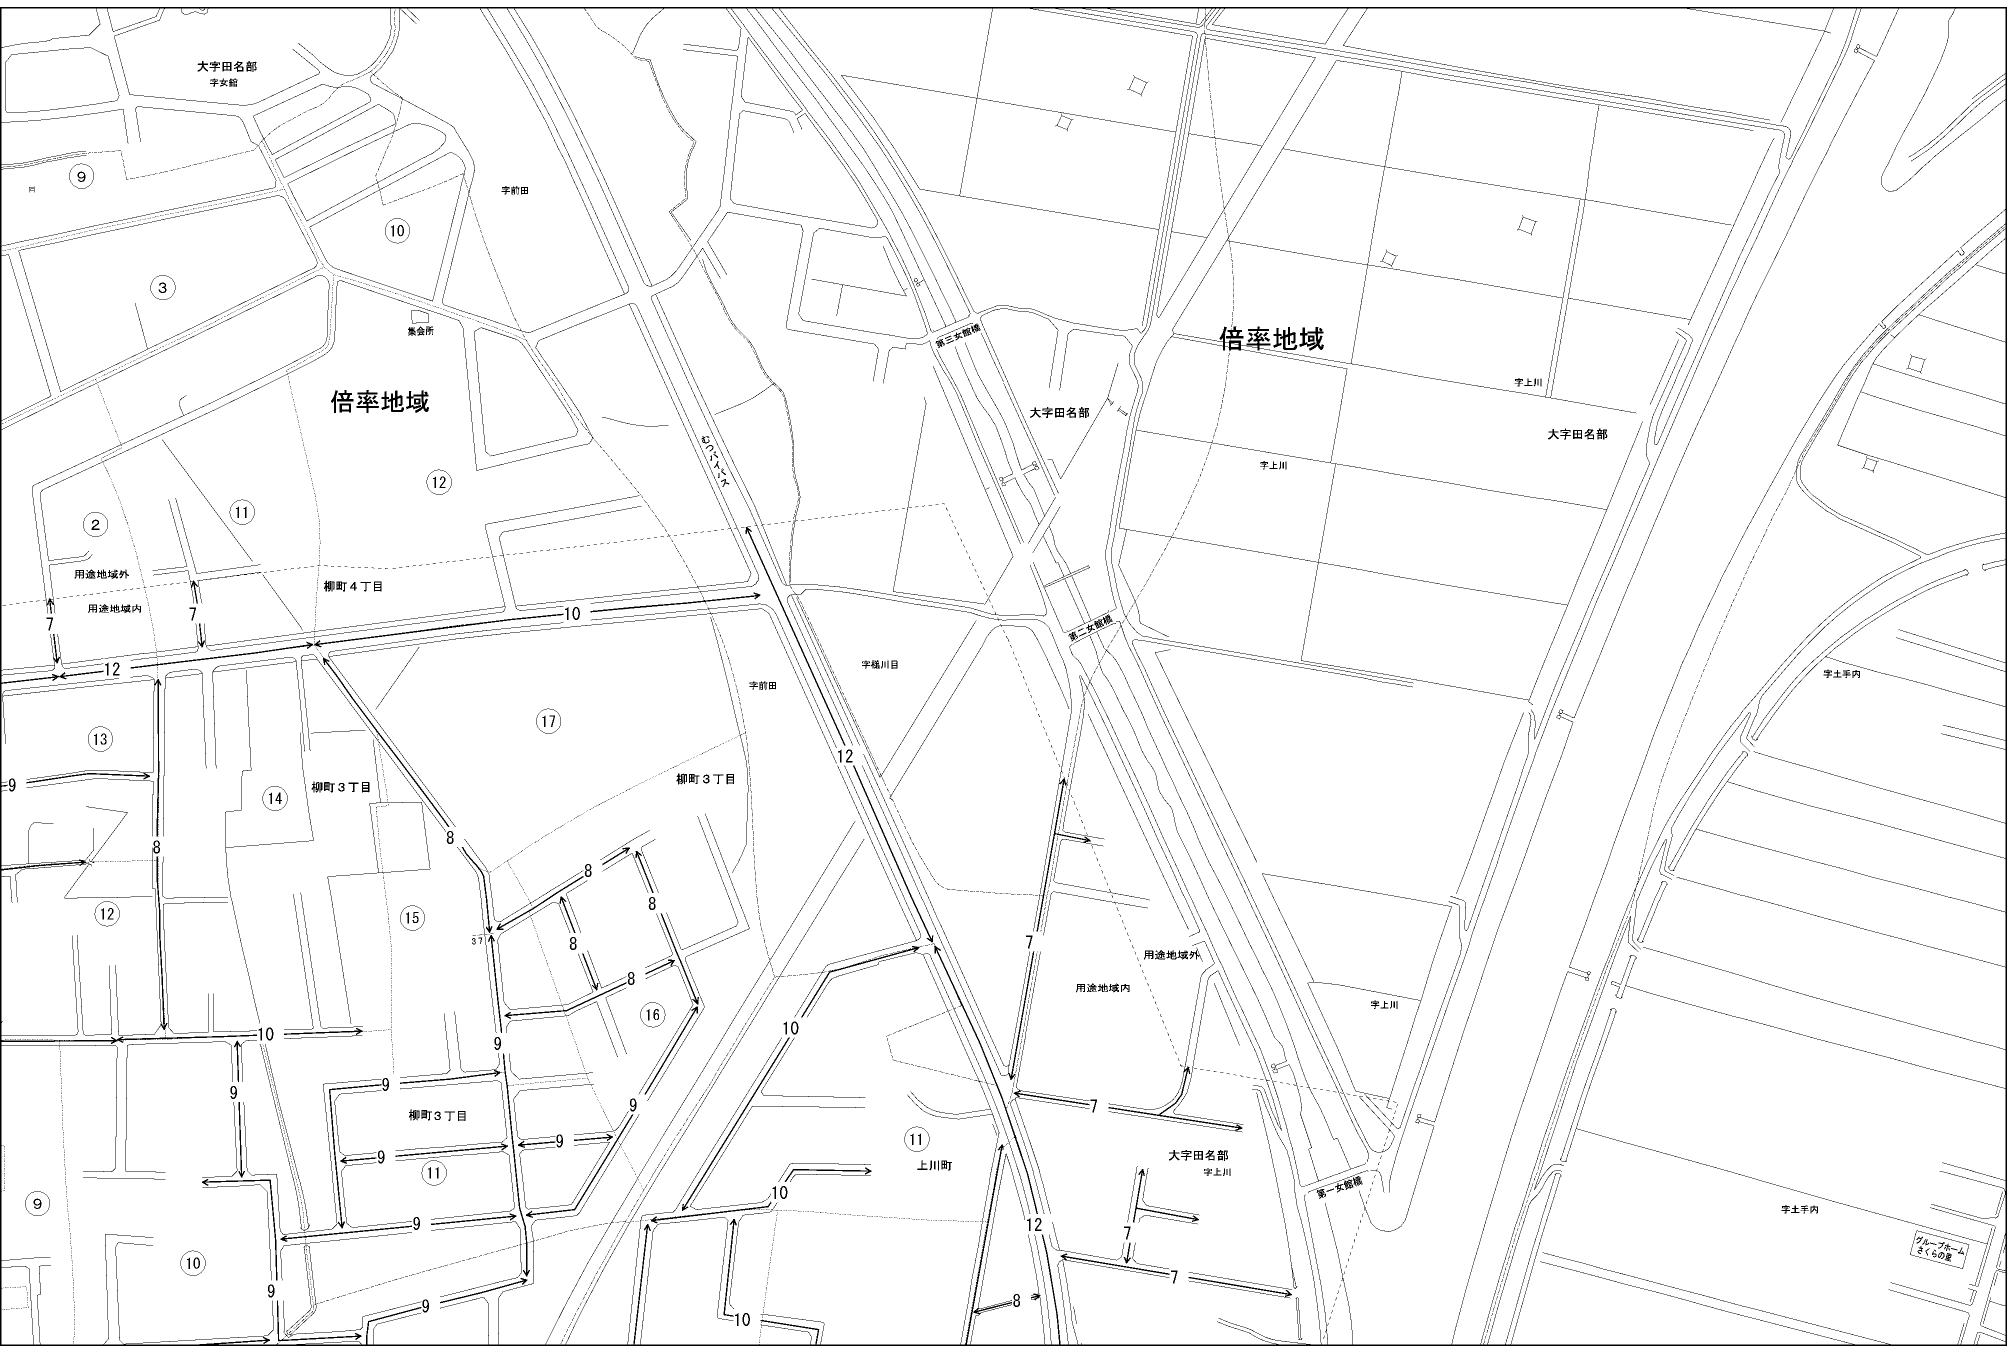 大字田名部
字女館
9
字前田
10
3
集会所
第三女館橋
倍率地域
字上川
倍率地域
大字田名部
大字田名部
むつバイパス
字上川
12
11
2
用途地域外
柳町4丁目
用途地域内
7
7
10
第二女館橋
12
字樋川目
字土手内
字前田
17
13
12
柳町3丁目
9
柳町3丁目
14
8
8
8
12
15
8
37
8
7
用途地域外
8
用途地域内
字上川
16
10
10
9
9
9
柳町3丁目
9
7
9
9
11
上川町
大字田名部
字上川
11
第一女館橋
9
10
9
12
字土手内
7
グループホーム
さくらの里
10
7
9
9
8
10